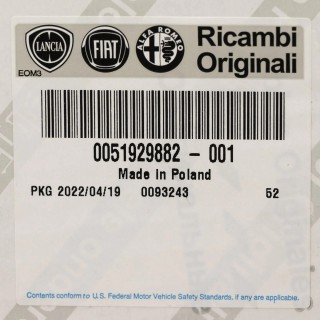 LANCIA FIAT ALFA ROMEO Ricambi
Originali
EOM3
0051929882 - 001
Made in Poland
PKG 2022/04/19 0093243 52
Contents conform to U.S. Federal Motor Vehicle Safety Standards, if they are applicable